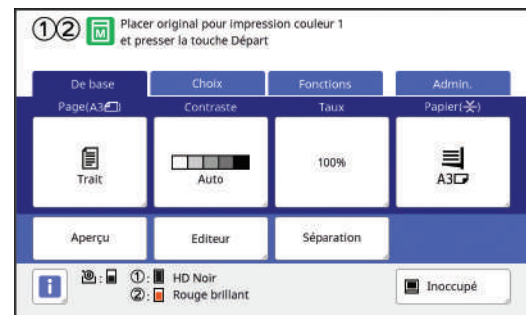 ①② M Placer original pour impression couleur 1
et presser la touche Départ
De base Choix Fonctions Admin.
Page(A3) Contraste Taux Papier()
Trait Auto 100% A3
Aperçu Editeur Séparation
i : ①: HD Noir
②: Rouge brillant
Inoccupé